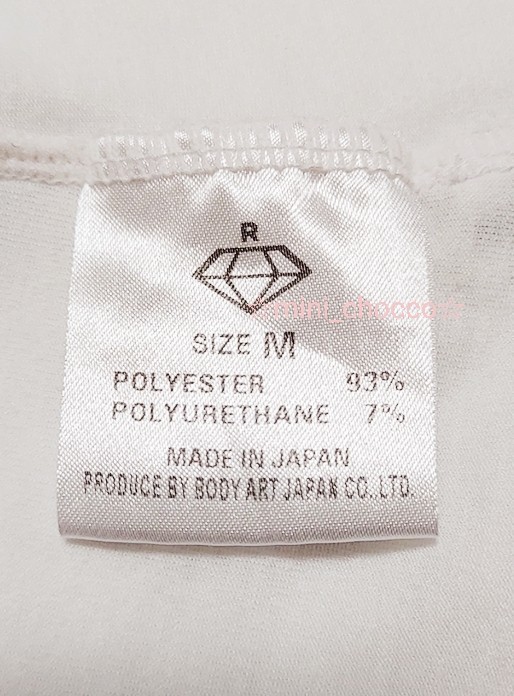 R
mini_chocco
SIZE M
POLYESTER 93%
POLYURETHANE 7%
MADE IN JAPAN
PRODUCE BY BODY ART JAPAN CO.LTD.